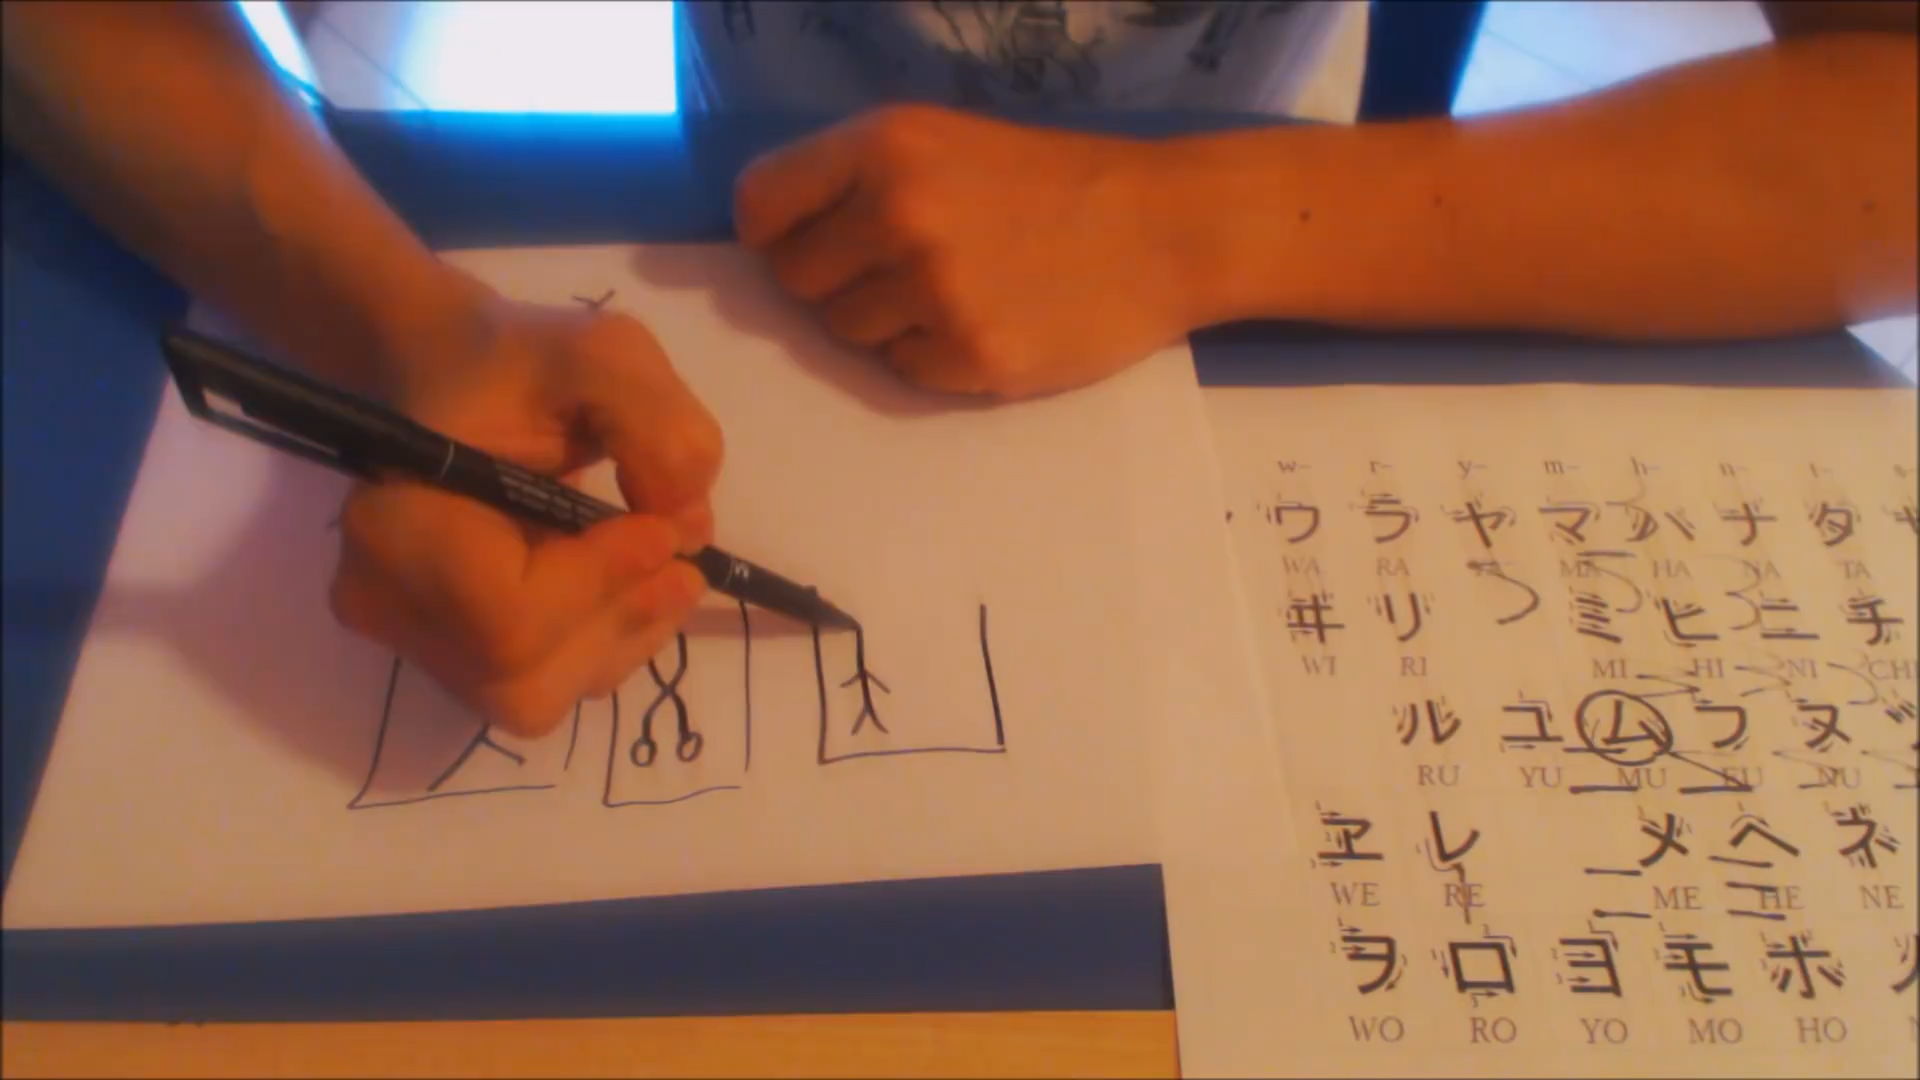 w- r- y- m- h- n- t- s-
ウ ラ ヤ マ ハ ナ タ
WA RA YA MA HA NA TA
ヰ リ ミ ヒ ニ チ
WI RI MI HI NI CHI
ル ユ ム フ ヌ
RU YU MU FU NU
ヱ レ メ ヘ ネ
WE RE ME HE NE
ヲ ロ ヨ モ ホ
WO RO YO MO HO